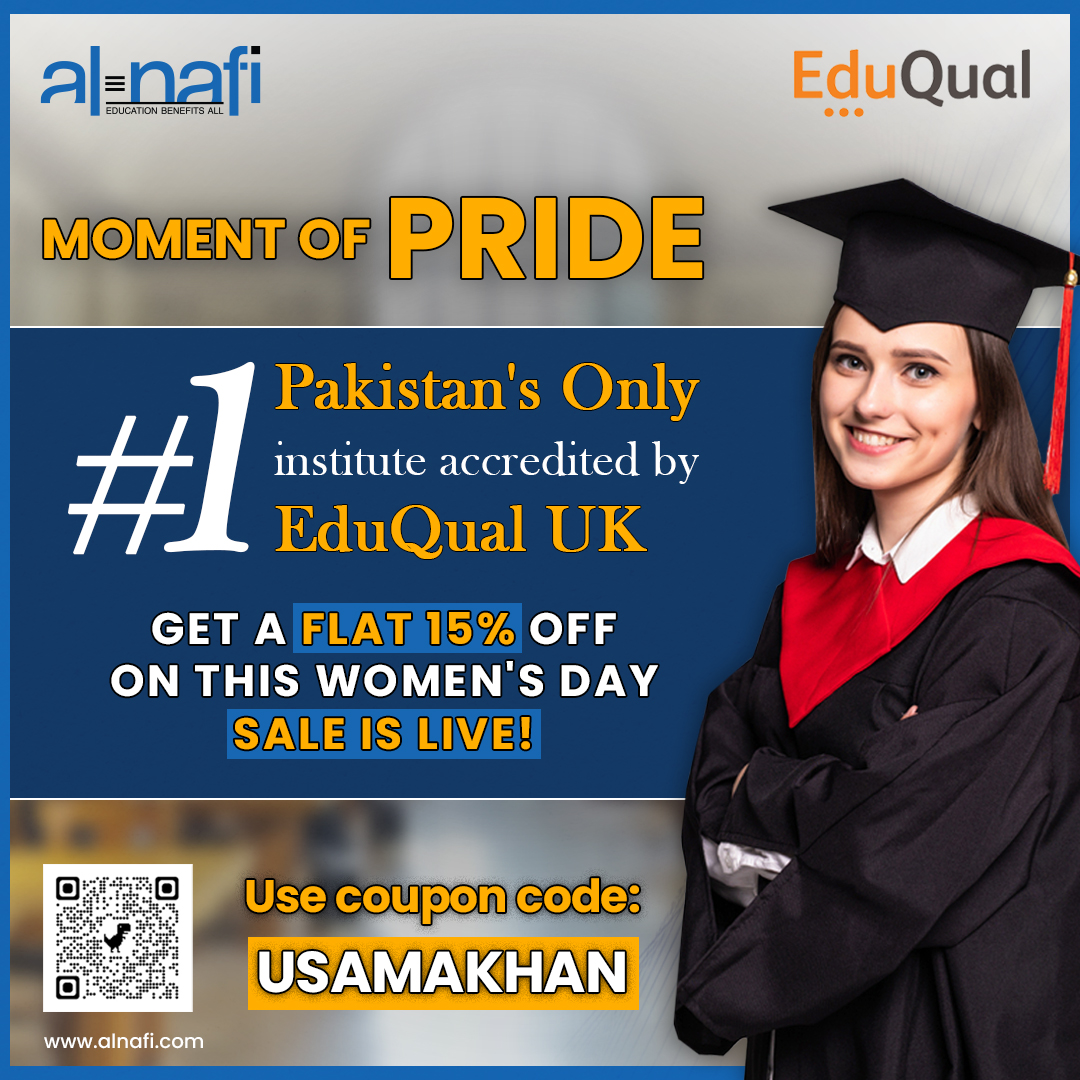 al-nafi
EDUCATION BENEFITS ALL
EduQual
MOMENT OF PRIDE
#1
Pakistan's Only
institute accredited by
EduQual UK
GET A FLAT 15% OFF
ON THIS WOMEN'S DAY
SALE IS LIVE!
Use coupon code:
USAMAKHAN
www.alnafi.com